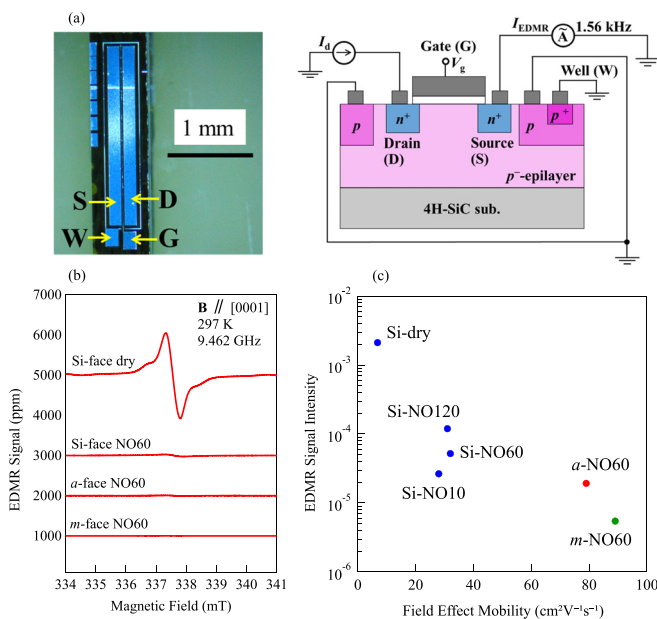 (a)
1 mm
S
D
W
G
I_d
Gate (G)
V_g
I_EDMR
A
~
1.56 kHz
Well (W)
p
n⁺
n⁺
p
p⁺
Drain
(D)
Source
(S)
p⁻-epilayer
4H-SiC sub.
(b)
7000
6000
5000
4000
3000
2000
1000
EDMR Signal (ppm)
B // [0001]
297 K
9.462 GHz
Si-face dry
Si-face NO60
a-face NO60
m-face NO60
334
335
336
337
338
339
340
341
Magnetic Field (mT)
(c)
10⁻²
10⁻³
10⁻⁴
10⁻⁵
10⁻⁶
EDMR Signal Intensity
Si-dry
Si-NO120
Si-NO60
Si-NO10
a-NO60
m-NO60
0
20
40
60
80
100
Field Effect Mobility (cm²V⁻¹s⁻¹)